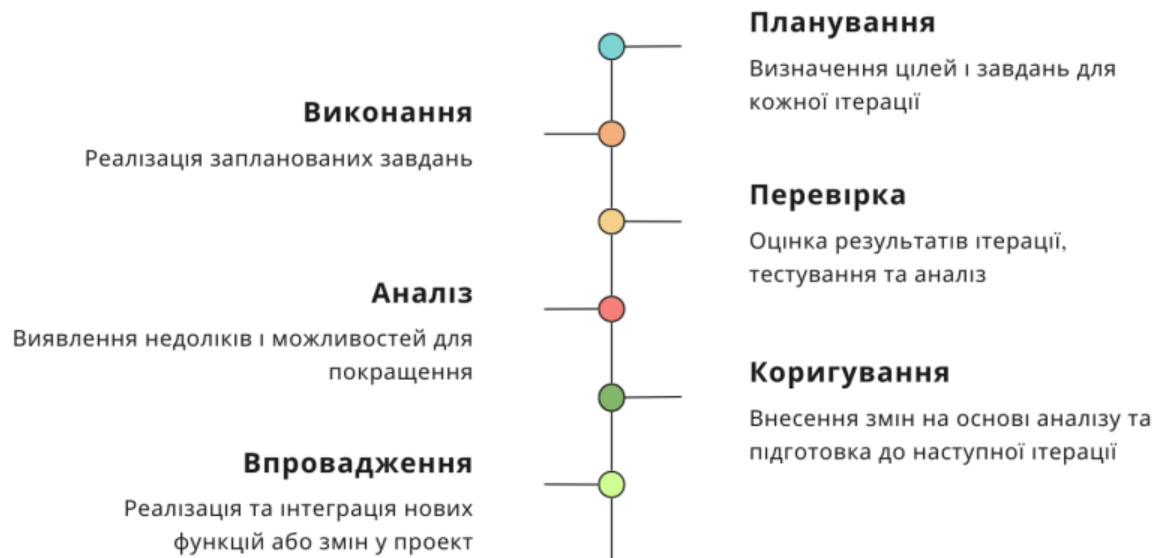 Планування
Визначення цілей і завдань для
кожної ітерації
Виконання
Реалізація запланованих завдань
Перевірка
Оцінка результатів ітерації,
тестування та аналіз
Аналіз
Виявлення недоліків і можливостей для
покращення
Коригування
Внесення змін на основі аналізу та
підготовка до наступної ітерації
Впровадження
Реалізація та інтеграція нових
функцій або змін у проект